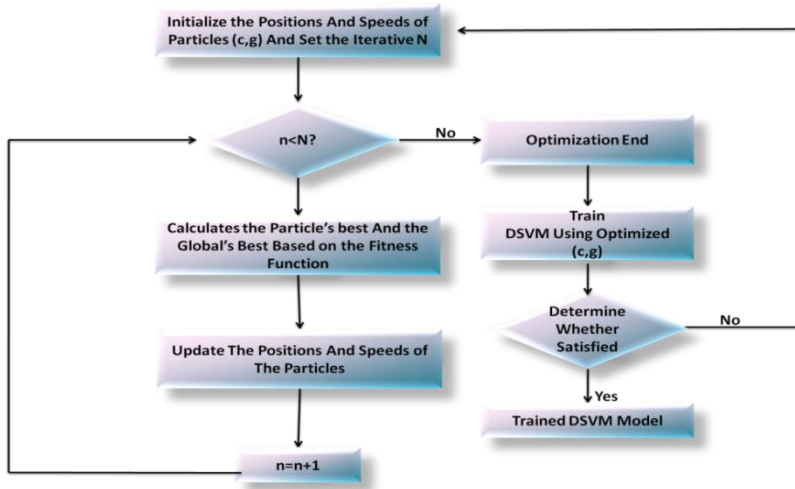 Initialize the Positions And Speeds of
Particles (c,g) And Set the Iterative N
n<N?
No
Optimization End
Calculates the Particle's best And the
Global's Best Based on the Fitness
Function
Train
DSVM Using Optimized
(c,g)
Determine
Whether
Satisfied
No
Update The Positions And Speeds of
The Particles
Yes
Trained DSVM Model
n=n+1